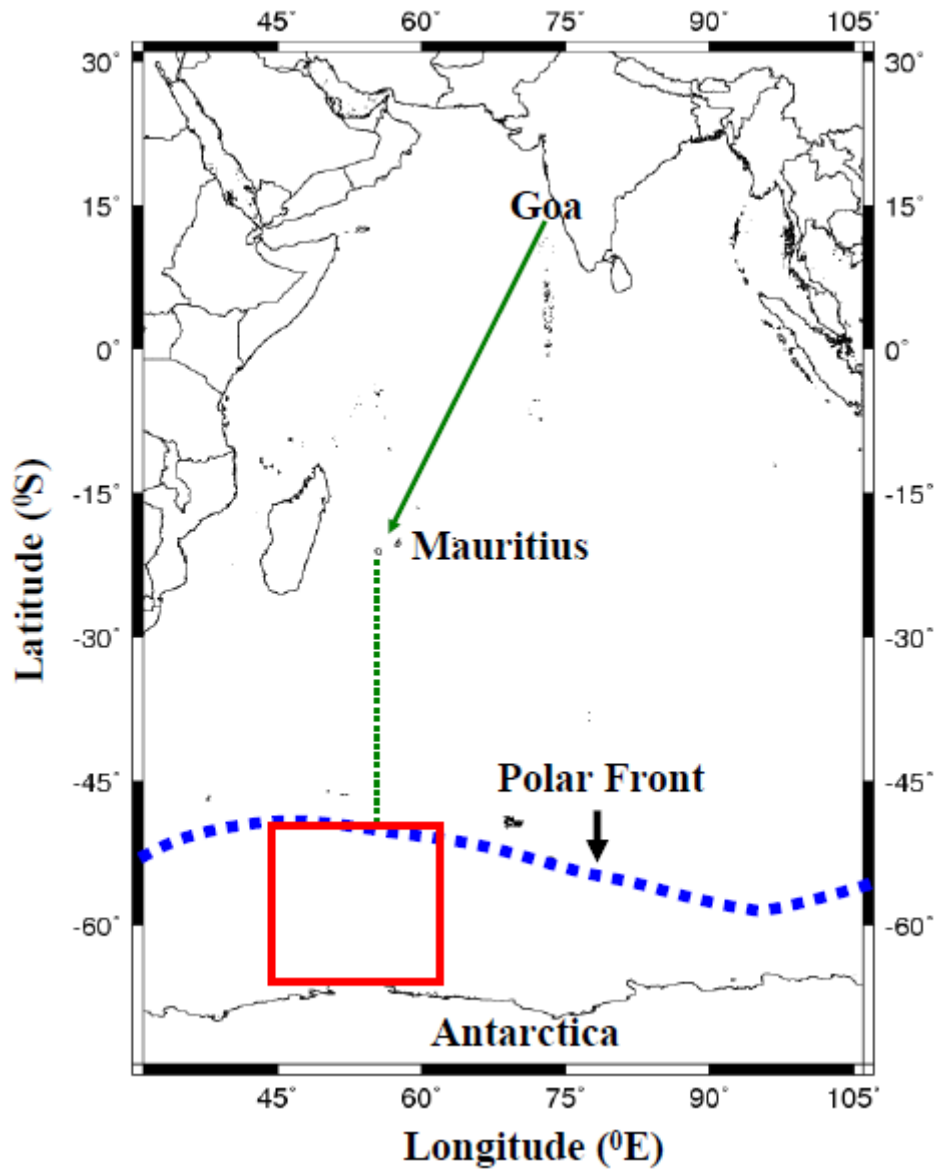 45° 60° 75° 90° 105°
30° 30°
Goa
15° 15°
0° 0°
-15° -15°
Mauritius
-30° -30°
-45° -45°
Polar Front
-60° -60°
Antarctica
45° 60° 75° 90° 105°
Longitude (⁰E)
Latitude (⁰S)